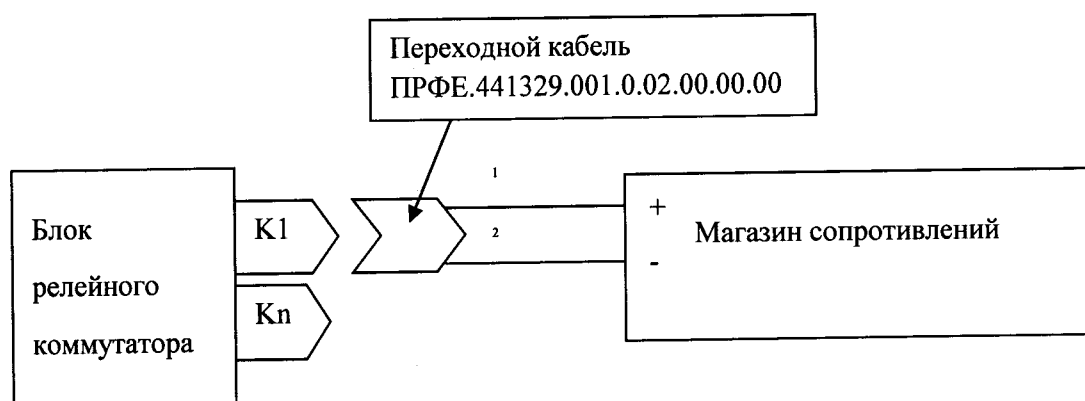 Переходной кабель
ПРФЕ.441329.001.0.02.00.00.00
1
Блок
релейного
коммутатора
K1
Kn
2
+
-
Магазин сопротивлений